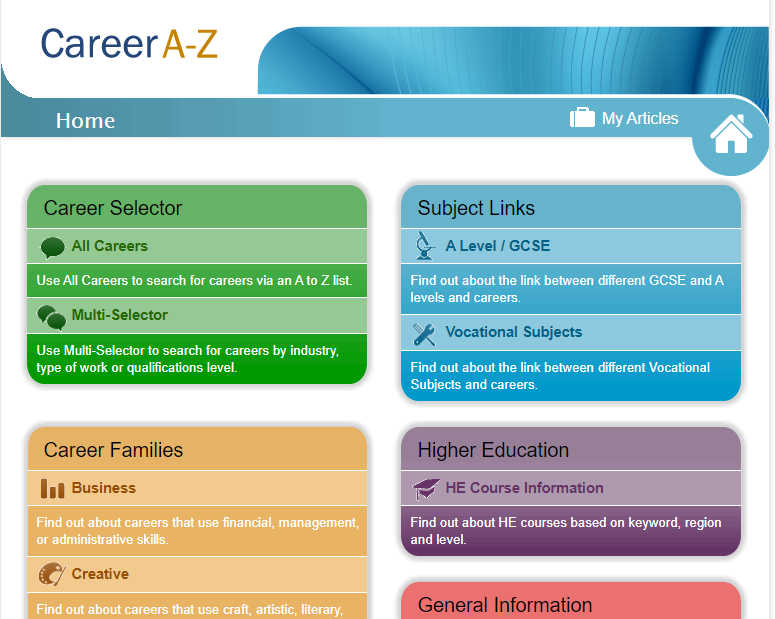 Career A-Z
Home
My Articles
Career Selector
All Careers
Use All Careers to search for careers via an A to Z list.
Multi-Selector
Use Multi-Selector to search for careers by industry,
type of work or qualifications level.
Subject Links
A Level / GCSE
Find out about the link between different GCSE and A
levels and careers.
Vocational Subjects
Find out about the link between different Vocational
Subjects and careers.
Career Families
Business
Find out about careers that use financial, management,
or administrative skills.
Creative
Find out about careers that use craft, artistic, literary,
Higher Education
HE Course Information
Find out about HE courses based on keyword, region
and level.
General Information